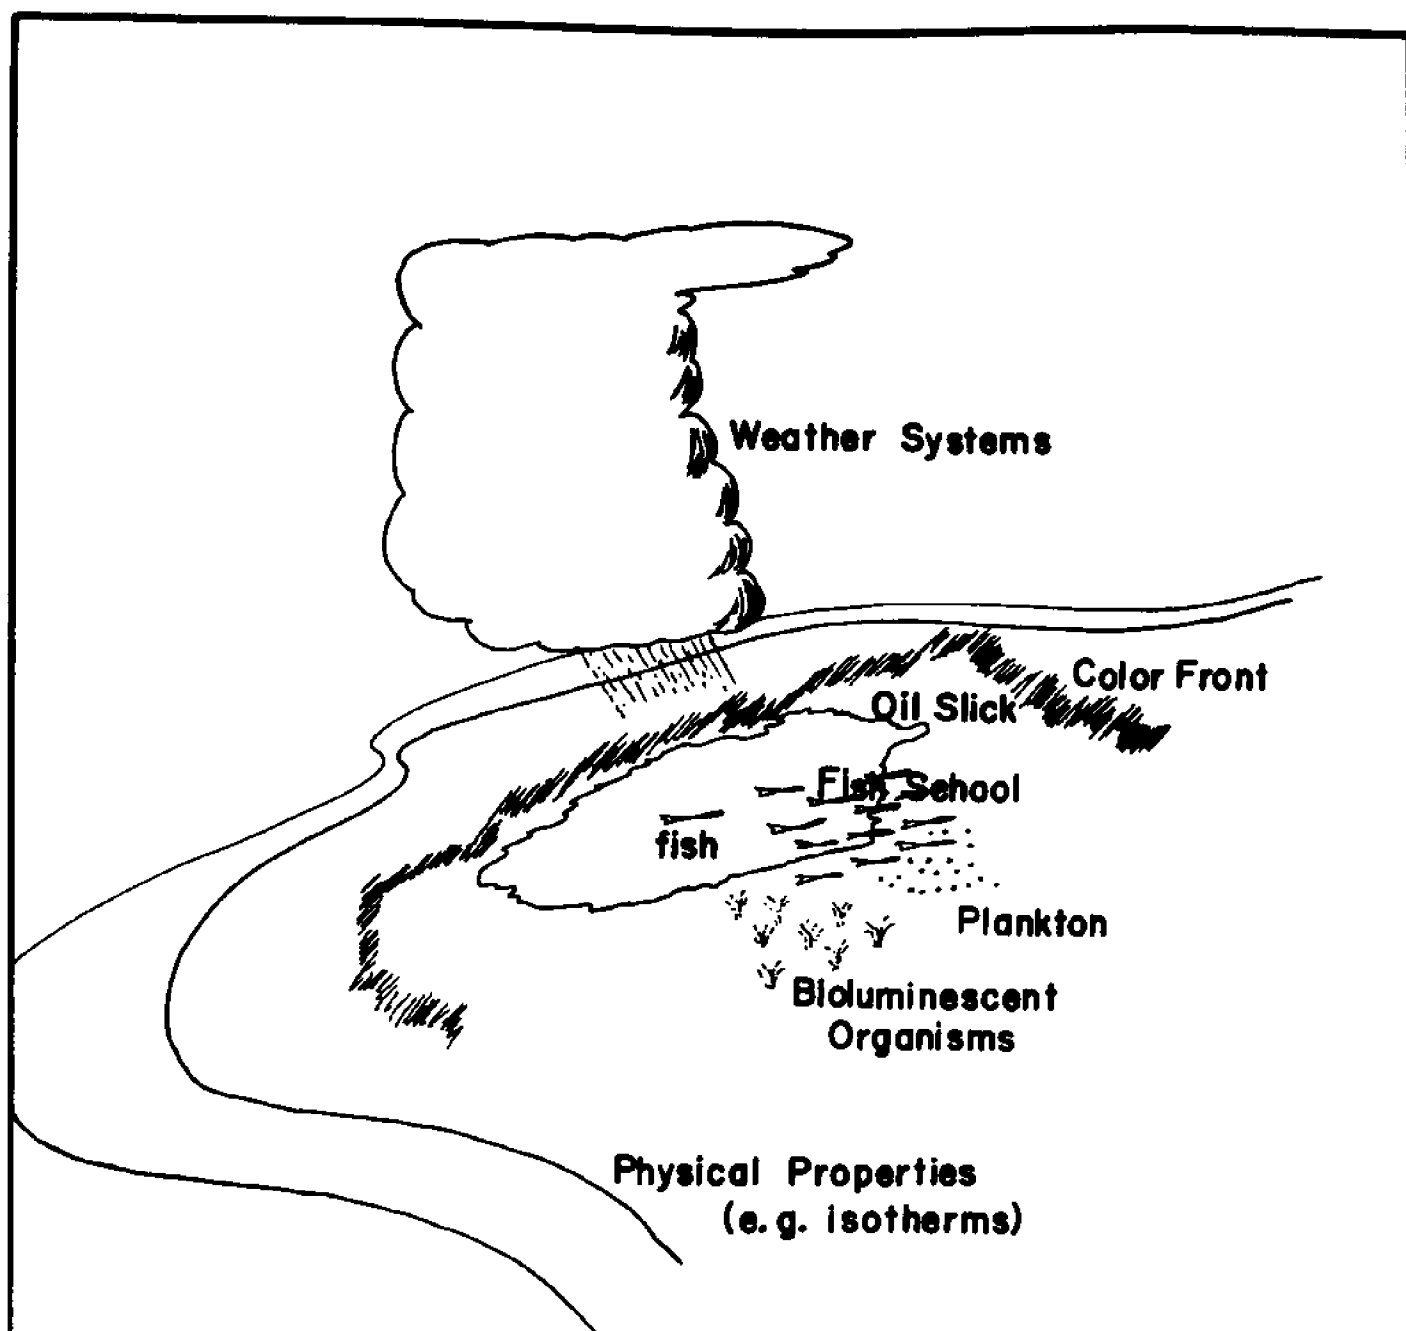 Weather Systems
Color Front
Oil Slick
Fish School
fish
Plankton
Bioluminescent
Organisms
Physical Properties
(e.g. isotherms)